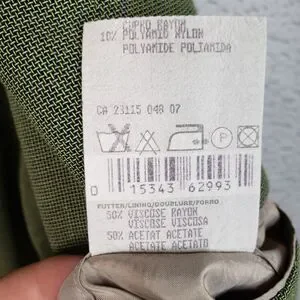 CUPRO RAYON
10% POLYAMID NYLON
POLYAMIDE POLIAMIDA
CA 23115 048 07
P
0 15343 62993
FUTTER/LINING/DOUBLURE/FORRO
50% VISCOSE RAYON
VISCOSE VISCOSA
50% ACETAT ACETATE
ACETATE ACETATO